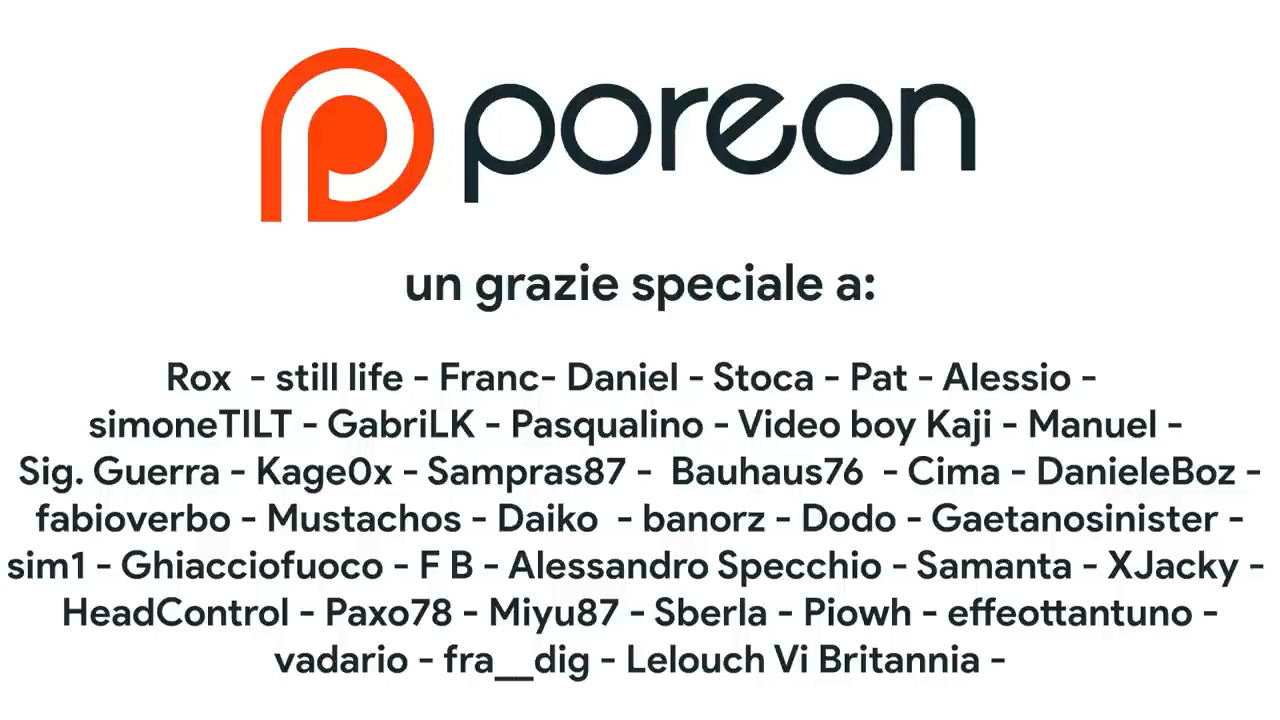 poreon
un grazie speciale a:
Rox - still life - Franc- Daniel - Stoca - Pat - Alessio -
simoneTILT - GabriLK - Pasqualino - Video boy Kaji - Manuel -
Sig. Guerra - Kage0x - Sampras87 - Bauhaus76 - Cima - DanieleBoz -
fabioverbo - Mustachos - Daiko - banorz - Dodo - Gaetanosinister -
sim1 - Ghiacciofuoco - F B - Alessandro Specchio - Samanta - XJacky -
HeadControl - Paxo78 - Miyu87 - Sberla - Piowh - effeottantuno -
vadario - fra__dig - Lelouch Vi Britannia -